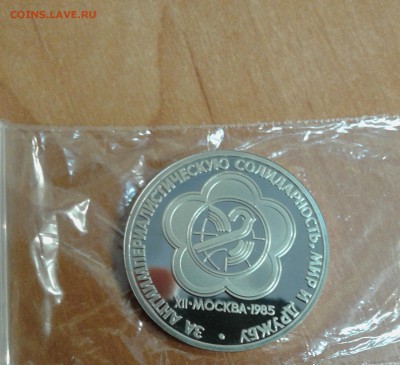 COINS.LAVE.RU
ЗА АНТИИМПЕРИАЛИСТИЧЕСКУЮ СОЛИДАРНОСТЬ, МИР И ДРУЖБУ
XII·МОСКВА·1985